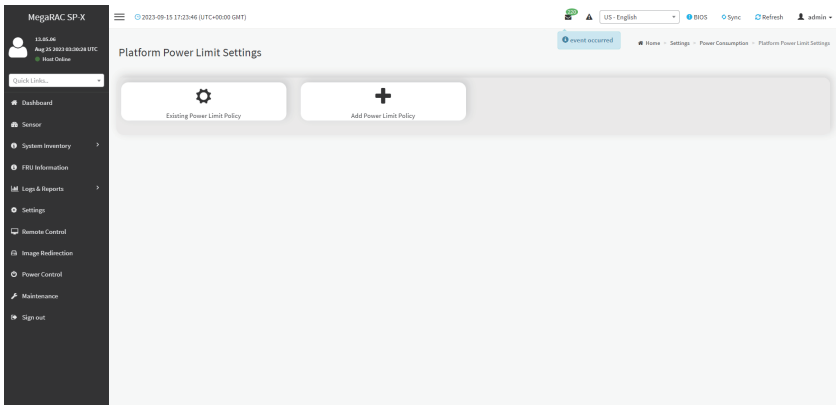 MegaRAC SP-X
2023-09-15 17:23:46 (UTC+00:00 GMT)
US - English
BIOS
Sync
Refresh
admin
13.05.06
Aug 25 2023 03:30:28 UTC
Host Online
Quick Links..
Dashboard
Sensor
System Inventory
FRU Information
Logs & Reports
Settings
Remote Control
Image Redirection
Power Control
Maintenance
Sign out
event occurred
Home - Settings - Power Consumption - Platform Power Limit Settings
Platform Power Limit Settings
Existing Power Limit Policy
Add Power Limit Policy